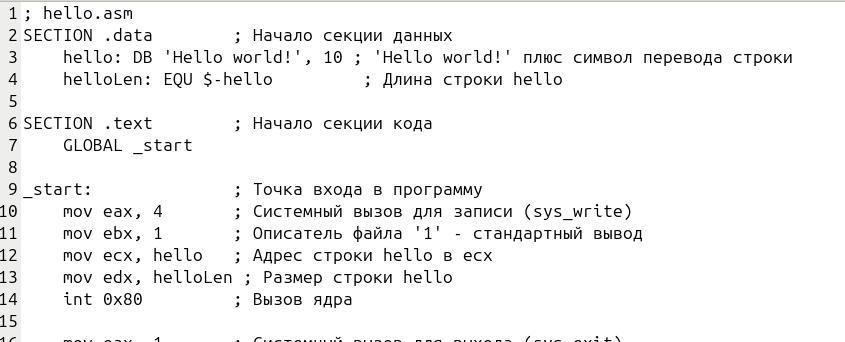 1 ; hello.asm
2 SECTION .data ; Начало секции данных
3 hello: DB 'Hello world!', 10 ; 'Hello world!' плюс символ перевода строки
4 helloLen: EQU $-hello ; Длина строки hello
5
6 SECTION .text ; Начало секции кода
7 GLOBAL _start
8
9 _start: ; Точка входа в программу
10 mov eax, 4 ; Системный вызов для записи (sys_write)
11 mov ebx, 1 ; Описатель файла '1' - стандартный вывод
12 mov ecx, hello ; Адрес строки hello в ecx
13 mov edx, helloLen ; Размер строки hello
14 int 0x80 ; Вызов ядра
15
16 mov eax, 1 ; Системный вызов для выхода (sys_exit)